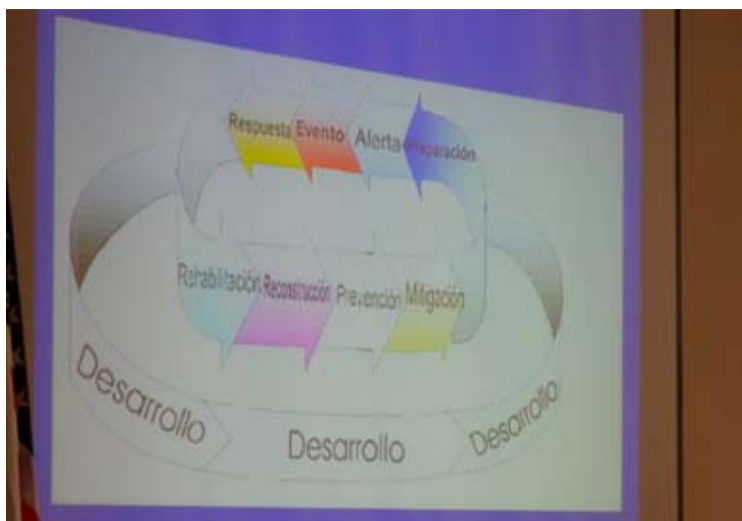 Respuesta Evento Alerta Preparación
Rehabilitación Reconstrucción Prevención Mitigación
Desarrollo Desarrollo Desarrollo